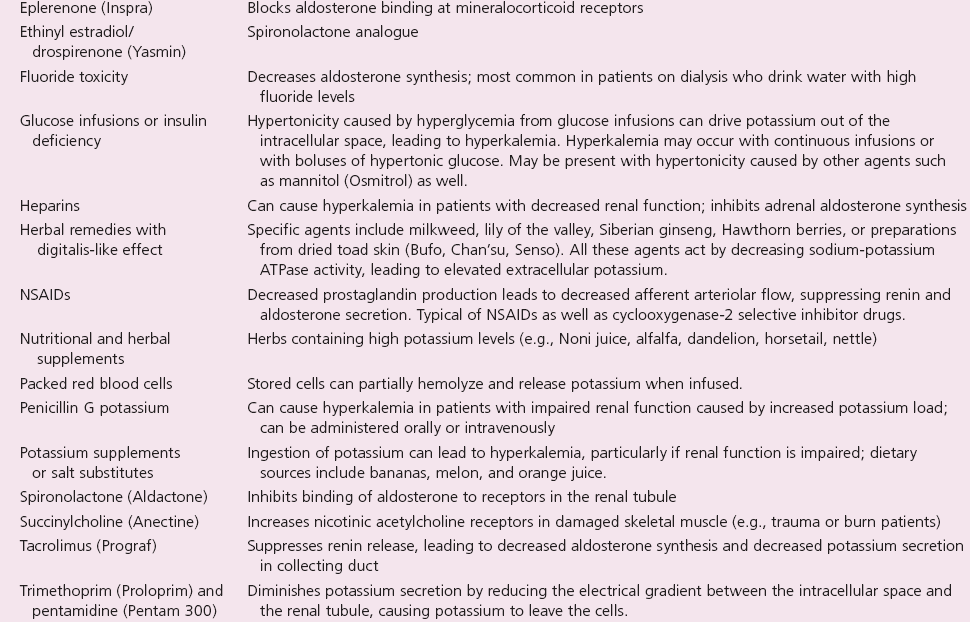 Eplerenone (Inspra) Blocks aldosterone binding at mineralocorticoid receptors
Ethinyl estradiol/ Spironolactone analogue
drospirenone (Yasmin)
Fluoride toxicity Decreases aldosterone synthesis; most common in patients on dialysis who drink water with high
fluoride levels
Glucose infusions or insulin Hypertonicity caused by hyperglycemia from glucose infusions can drive potassium out of the
deficiency intracellular space, leading to hyperkalemia. Hyperkalemia may occur with continuous infusions or
with boluses of hypertonic glucose. May be present with hypertonicity caused by other agents such
as mannitol (Osmitrol) as well.
Heparins Can cause hyperkalemia in patients with decreased renal function; inhibits adrenal aldosterone synthesis
Herbal remedies with Specific agents include milkweed, lily of the valley, Siberian ginseng, Hawthorn berries, or preparations
digitalis-like effect from dried toad skin (Bufo, Chan’su, Senso). All these agents act by decreasing sodium-potassium
ATPase activity, leading to elevated extracellular potassium.
NSAIDs Decreased prostaglandin production leads to decreased afferent arteriolar flow, suppressing renin and
aldosterone secretion. Typical of NSAIDs as well as cyclooxygenase-2 selective inhibitor drugs.
Nutritional and herbal Herbs containing high potassium levels (e.g., Noni juice, alfalfa, dandelion, horsetail, nettle)
supplements
Packed red blood cells Stored cells can partially hemolyze and release potassium when infused.
Penicillin G potassium Can cause hyperkalemia in patients with impaired renal function caused by increased potassium load;
can be administered orally or intravenously
Potassium supplements Ingestion of potassium can lead to hyperkalemia, particularly if renal function is impaired; dietary
or salt substitutes sources include bananas, melon, and orange juice.
Spironolactone (Aldactone) Inhibits binding of aldosterone to receptors in the renal tubule
Succinylcholine (Anectine) Increases nicotinic acetylcholine receptors in damaged skeletal muscle (e.g., trauma or burn patients)
Tacrolimus (Prograf) Suppresses renin release, leading to decreased aldosterone synthesis and decreased potassium secretion
in collecting duct
Trimethoprim (Proloprim) and Diminishes potassium secretion by reducing the electrical gradient between the intracellular space and
pentamidine (Pentam 300) the renal tubule, causing potassium to leave the cells.